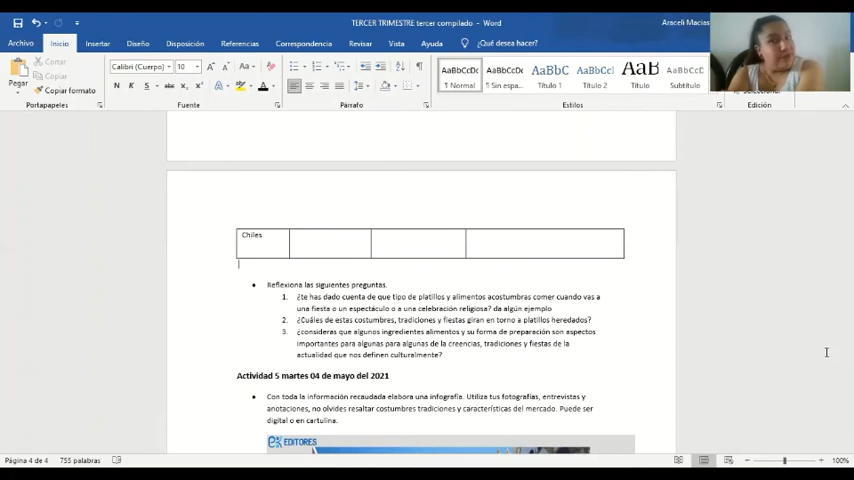 TERCER TRIMESTRE tercer compilado - Word
Araceli Macias
Archivo Inicio Insertar Diseño Disposición Referencias Correspondencia Revisar Vista Ayuda ¿Qué desea hacer?
Pegar
Cortar
Copiar
Copiar formato
Portapapeles
Calibri (Cuerpo) 10
Fuente
Párrafo
AaBbCcDc AaBbCcDc AaBbC AaBbCcI AaB AaBbCcD
¶ Normal ¶ Sin espa... Título 1 Título 2 Título Subtítulo
Estilos
Edición
Chiles
• Reflexiona las siguientes preguntas.
1. ¿te has dado cuenta de que tipo de platillos y alimentos acostumbras comer cuando vas a
una fiesta o un espectáculo o a una celebración religiosa? da algún ejemplo
2. ¿Cuáles de estas costumbres, tradiciones y fiestas giran en torno a platillos heredados?
3. ¿consideras que algunos ingredientes alimentos y su forma de preparación son aspectos
importantes para algunas para algunas de la creencias, tradiciones y fiestas de la
actualidad que nos definen culturalmente?
Actividad 5 martes 04 de mayo del 2021
• Con toda la información recaudada elabora una infografía. Utiliza tus fotografías, entrevistas y
anotaciones, no olvides resaltar costumbres tradiciones y características del mercado. Puede ser
digital o en cartulina.
EDITORES
Página 4 de 4 755 palabras
100%